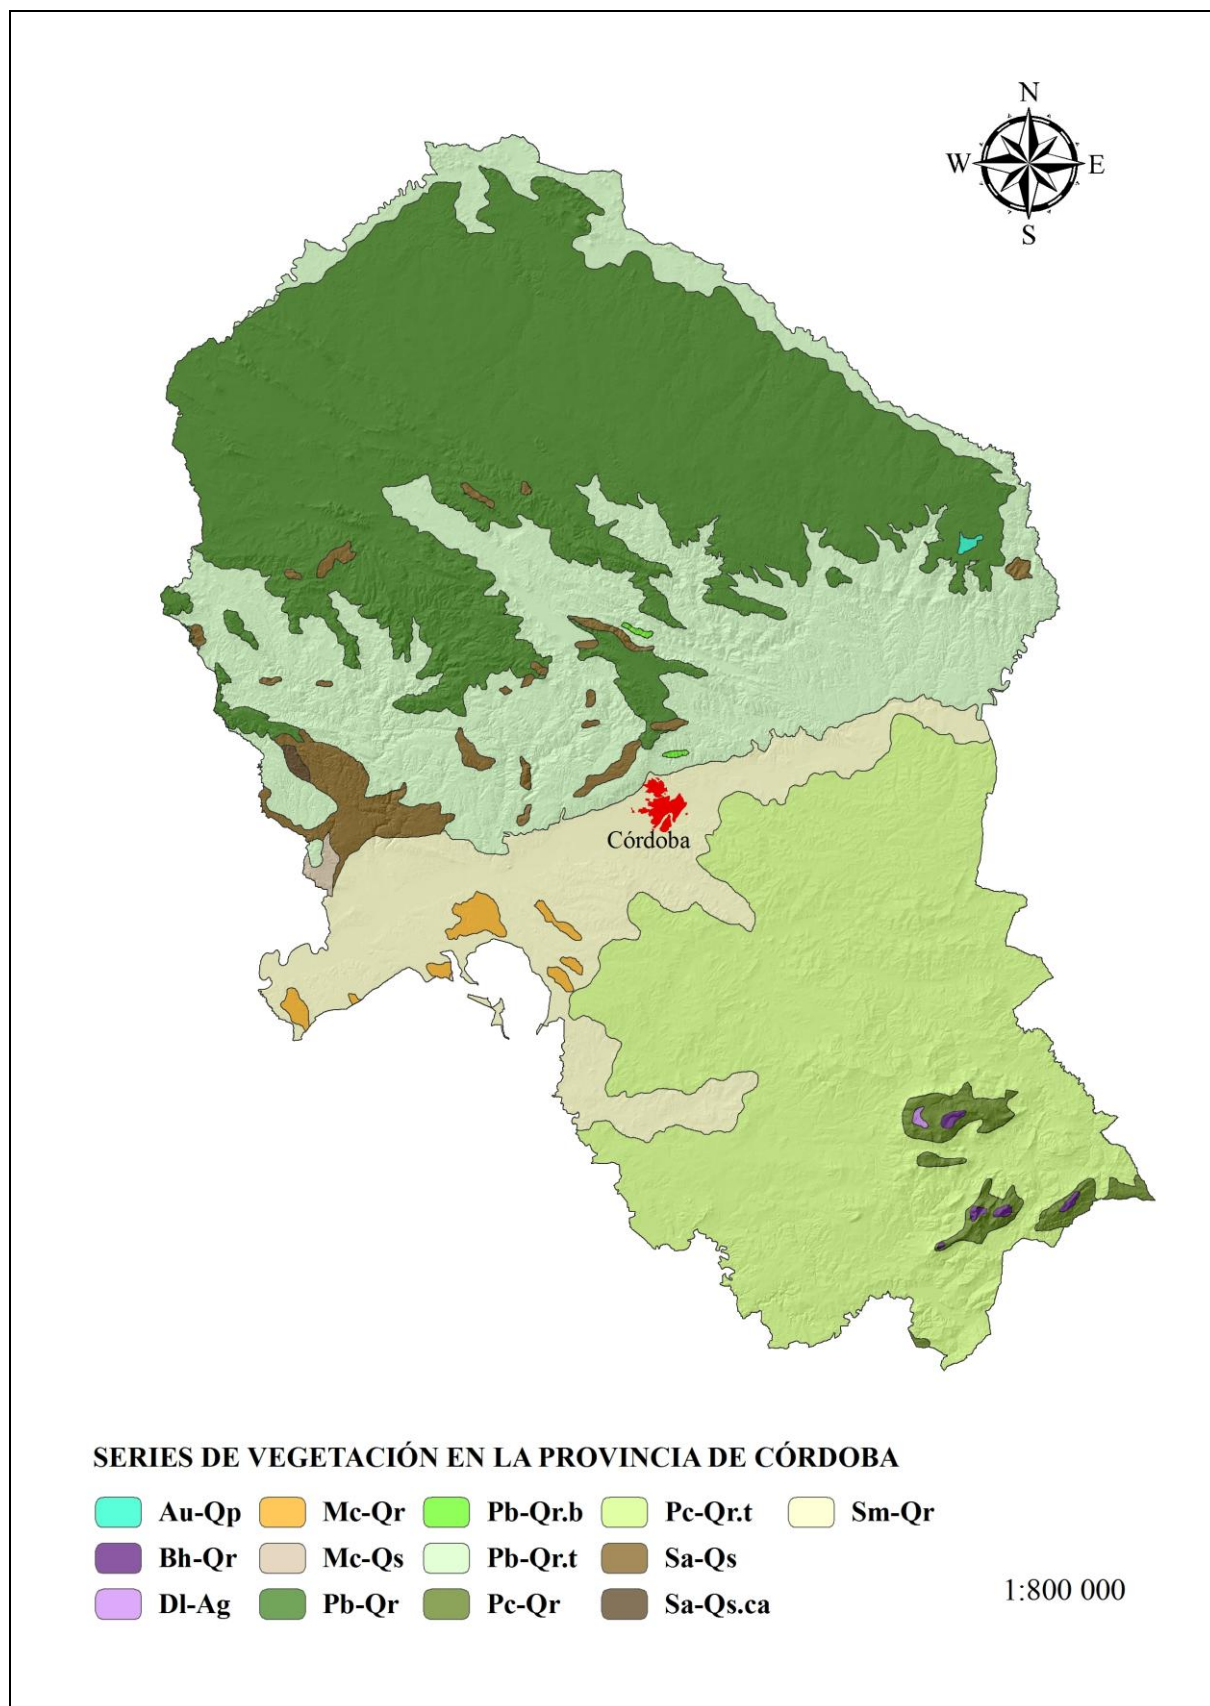 N
W E
S
Córdoba
SERIES DE VEGETACIÓN EN LA PROVINCIA DE CÓRDOBA
Au-Qp Mc-Qr Pb-Qr.b Pc-Qr.t Sm-Qr
Bh-Qr Mc-Qs Pb-Qr.t Sa-Qs
Dl-Ag Pb-Qr Pc-Qr Sa-Qs.ca
1:800 000